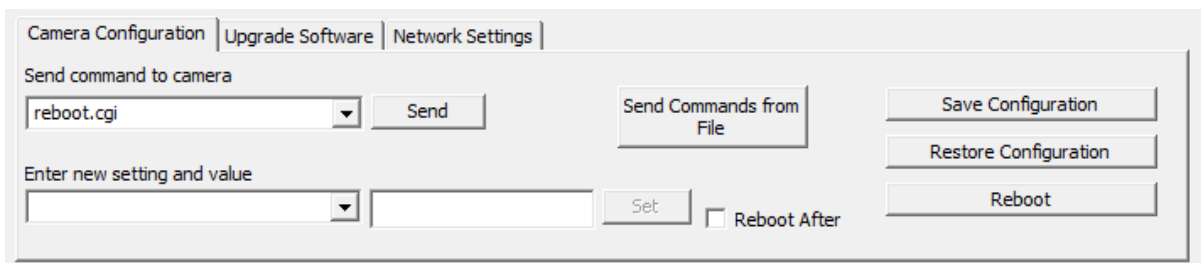 Camera Configuration Upgrade Software Network Settings
Send command to camera
reboot.cgi Send
Send Commands from
File
Save Configuration
Restore Configuration
Enter new setting and value
Set Reboot After
Reboot